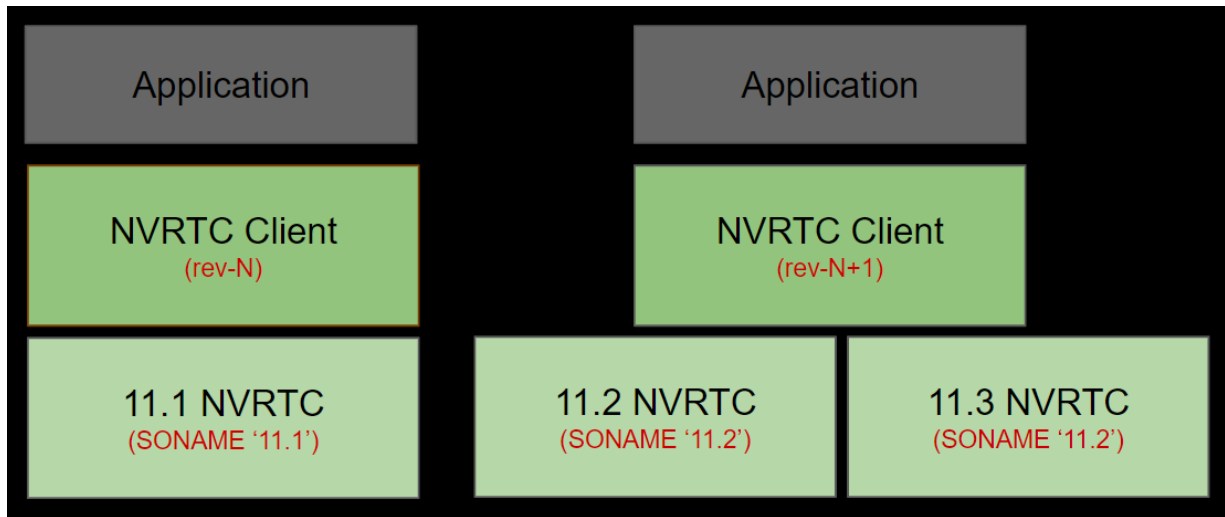 Application
NVRTC Client
(rev-N)
11.1 NVRTC
(SONAME ‘11.1’)
Application
NVRTC Client
(rev-N+1)
11.2 NVRTC
(SONAME ‘11.2’)
11.3 NVRTC
(SONAME ‘11.2’)